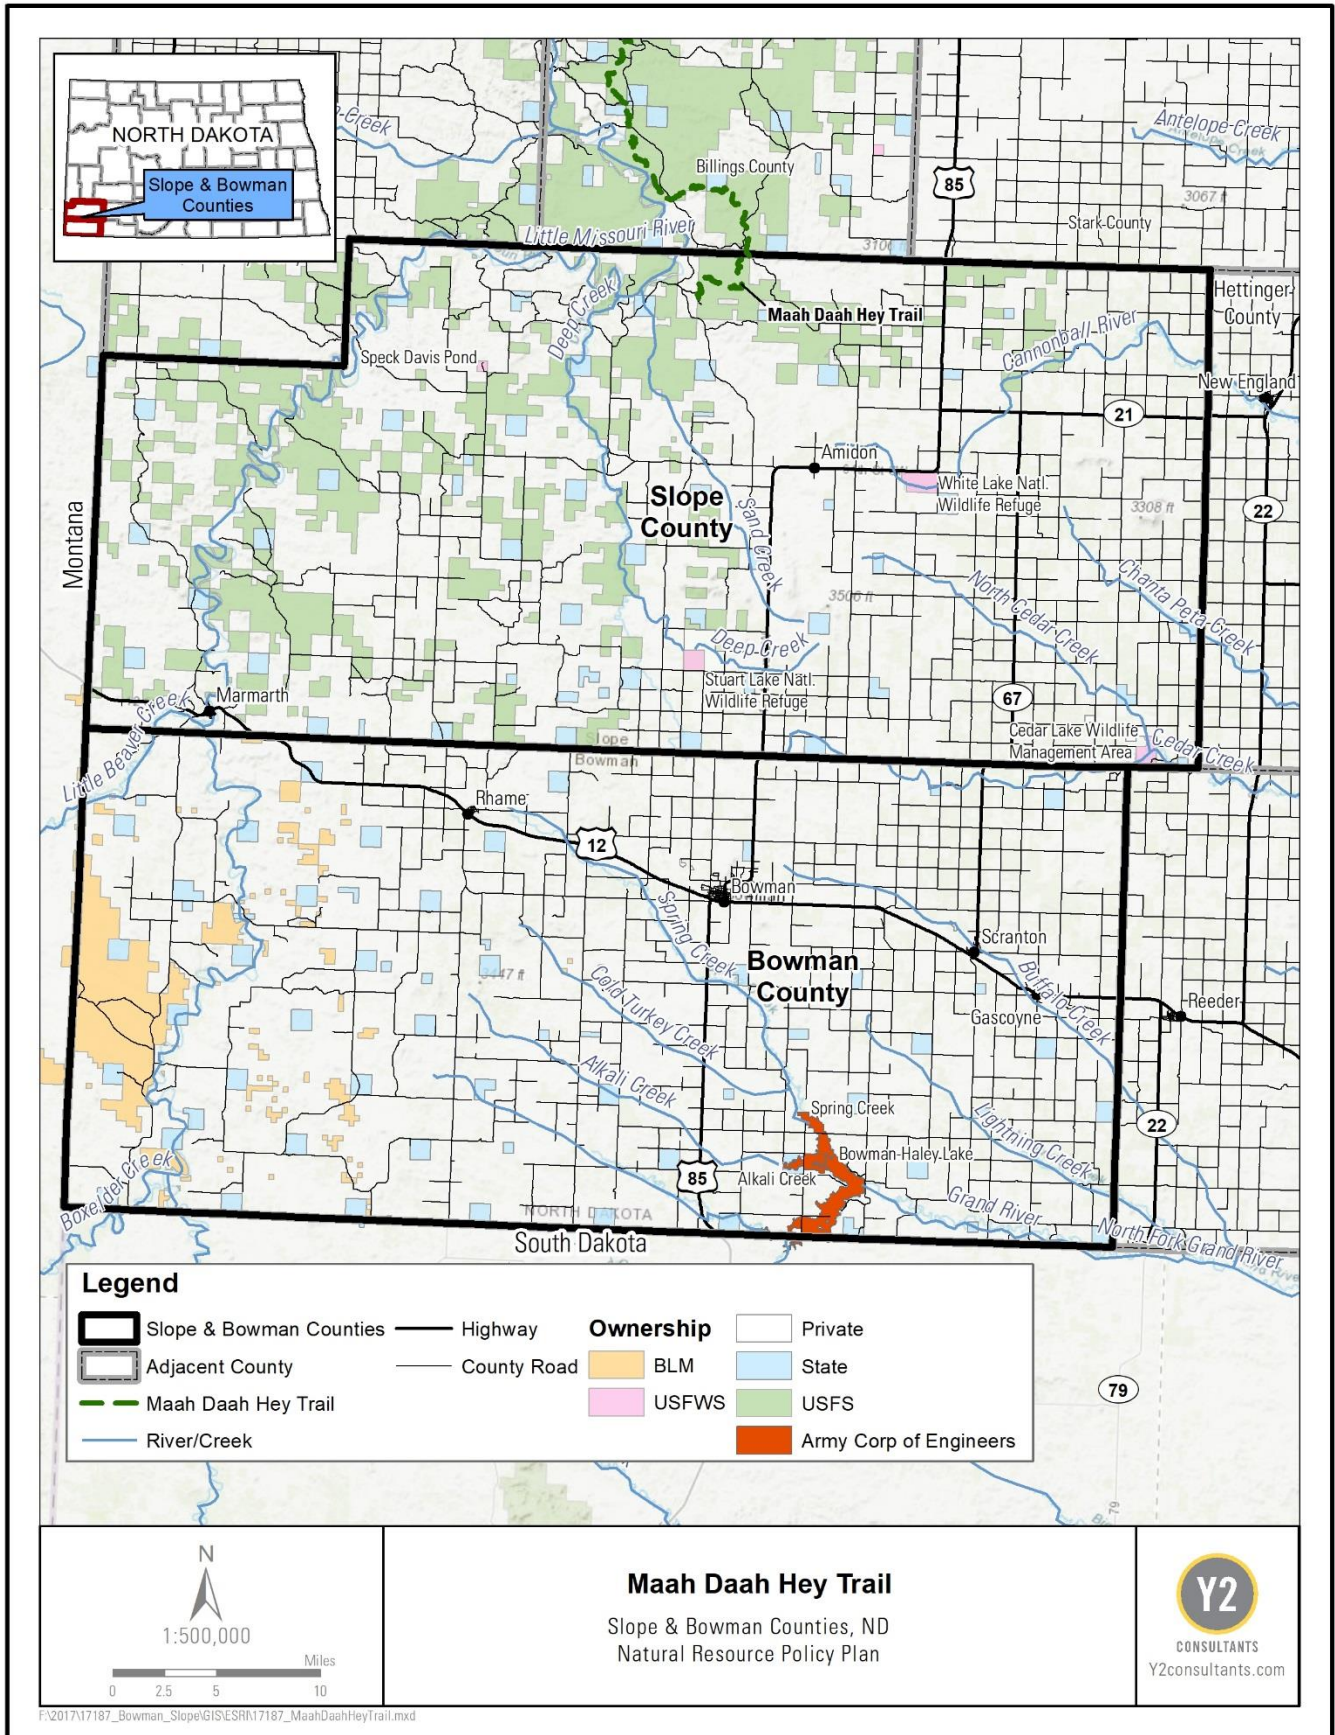 NORTH DAKOTA
Slope & Bowman
Counties
Creek
Antelope Creek
Billings County
85
3067 ft
Stark County
Little Missouri River
Deep Creek
Maah Daah Hey Trail
Hettinger
County
Cannonball River
Speck Davis Pond
New England
21
Amidon
White Lake Natl.
Wildlife Refuge
Slope
County
Sand Creek
3308 ft
22
Montana
Chanta Peta Creek
North Cedar Creek
3506 ft
Deep Creek
Stuart Lake Natl.
Wildlife Refuge
Marmarth
67
Cedar Lake Wildlife
Management Area
Cedar Creek
Slope
Bowman
Little Beaver Creek
Rhame
12
Bowman
Spring Creek
Scranton
Bowman
County
Buffalo Creek
Cold Turkey Creek
Gascoyne
Reeder
Alkali Creek
Spring Creek
Lightning Creek
22
Bowman-Haley Lake
Alkali Creek
85
Boxelder Creek
Grand River
NORTH DAKOTA
South Dakota
North Fork Grand River
Legend
Slope & Bowman Counties
Highway
Ownership
Private
Adjacent County
County Road
BLM
State
Maah Daah Hey Trail
USFWS
USFS
River/Creek
Army Corp of Engineers
79
79
N
1:500,000
Miles
0 2.5 5 10
Maah Daah Hey Trail
Slope & Bowman Counties, ND
Natural Resource Policy Plan
Y2
CONSULTANTS
Y2consultants.com
F:\2017\17187_Bowman_Slope\GIS\ESRI\17187_MaahDaahHeyTrail.mxd